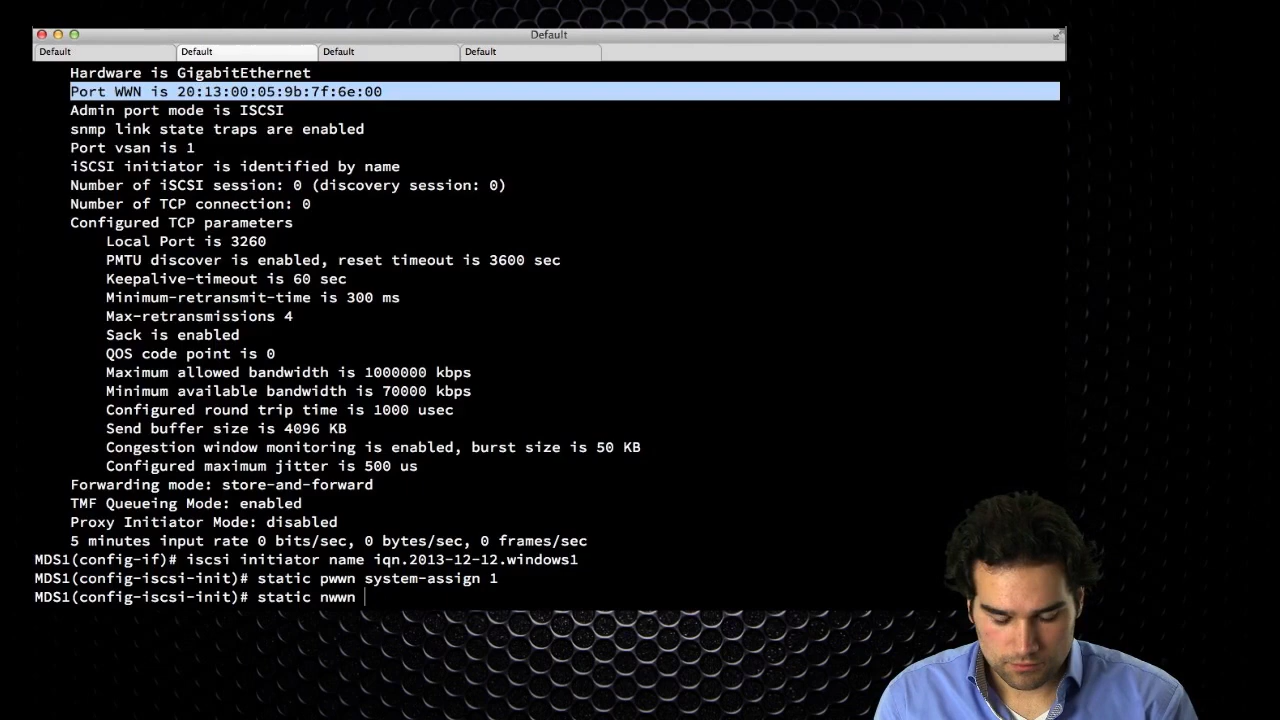 Default
Default
Default
Default
Default
Hardware is GigabitEthernet
Port WWN is 20:13:00:05:9b:7f:6e:00
Admin port mode is ISCSI
snmp link state traps are enabled
Port vsan is 1
iSCSI initiator is identified by name
Number of iSCSI session: 0 (discovery session: 0)
Number of TCP connection: 0
Configured TCP parameters
Local Port is 3260
PMTU discover is enabled, reset timeout is 3600 sec
Keepalive-timeout is 60 sec
Minimum-retransmit-time is 300 ms
Max-retransmissions 4
Sack is enabled
QOS code point is 0
Maximum allowed bandwidth is 1000000 kbps
Minimum available bandwidth is 70000 kbps
Configured round trip time is 1000 usec
Send buffer size is 4096 KB
Congestion window monitoring is enabled, burst size is 50 KB
Configured maximum jitter is 500 us
Forwarding mode: store-and-forward
TMF Queueing Mode: enabled
Proxy Initiator Mode: disabled
5 minutes input rate 0 bits/sec, 0 bytes/sec, 0 frames/sec
MDS1(config-if)# iscsi initiator name iqn.2013-12-12.windows1
MDS1(config-iscsi-init)# static pwwn system-assign 1
MDS1(config-iscsi-init)# static nwwn